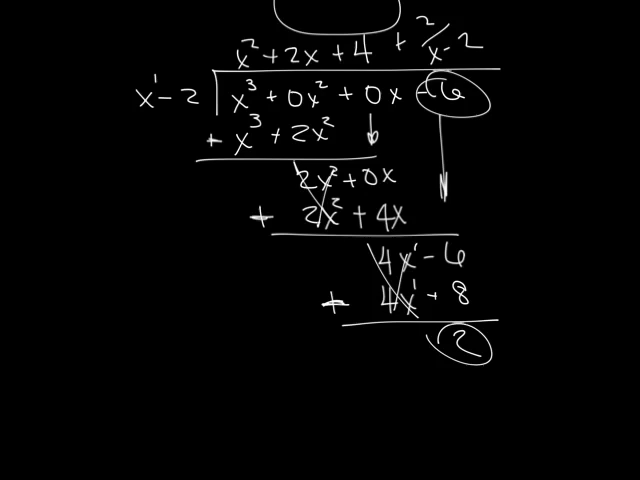 x² + 2x + 4 + 2/x-2
x¹ - 2 x³ + 0x² + 0x - 6
+ x³ + 2x²
2x² + 0x
+ 2x² + 4x
4x¹ - 6
+ 4x¹ + 8
2